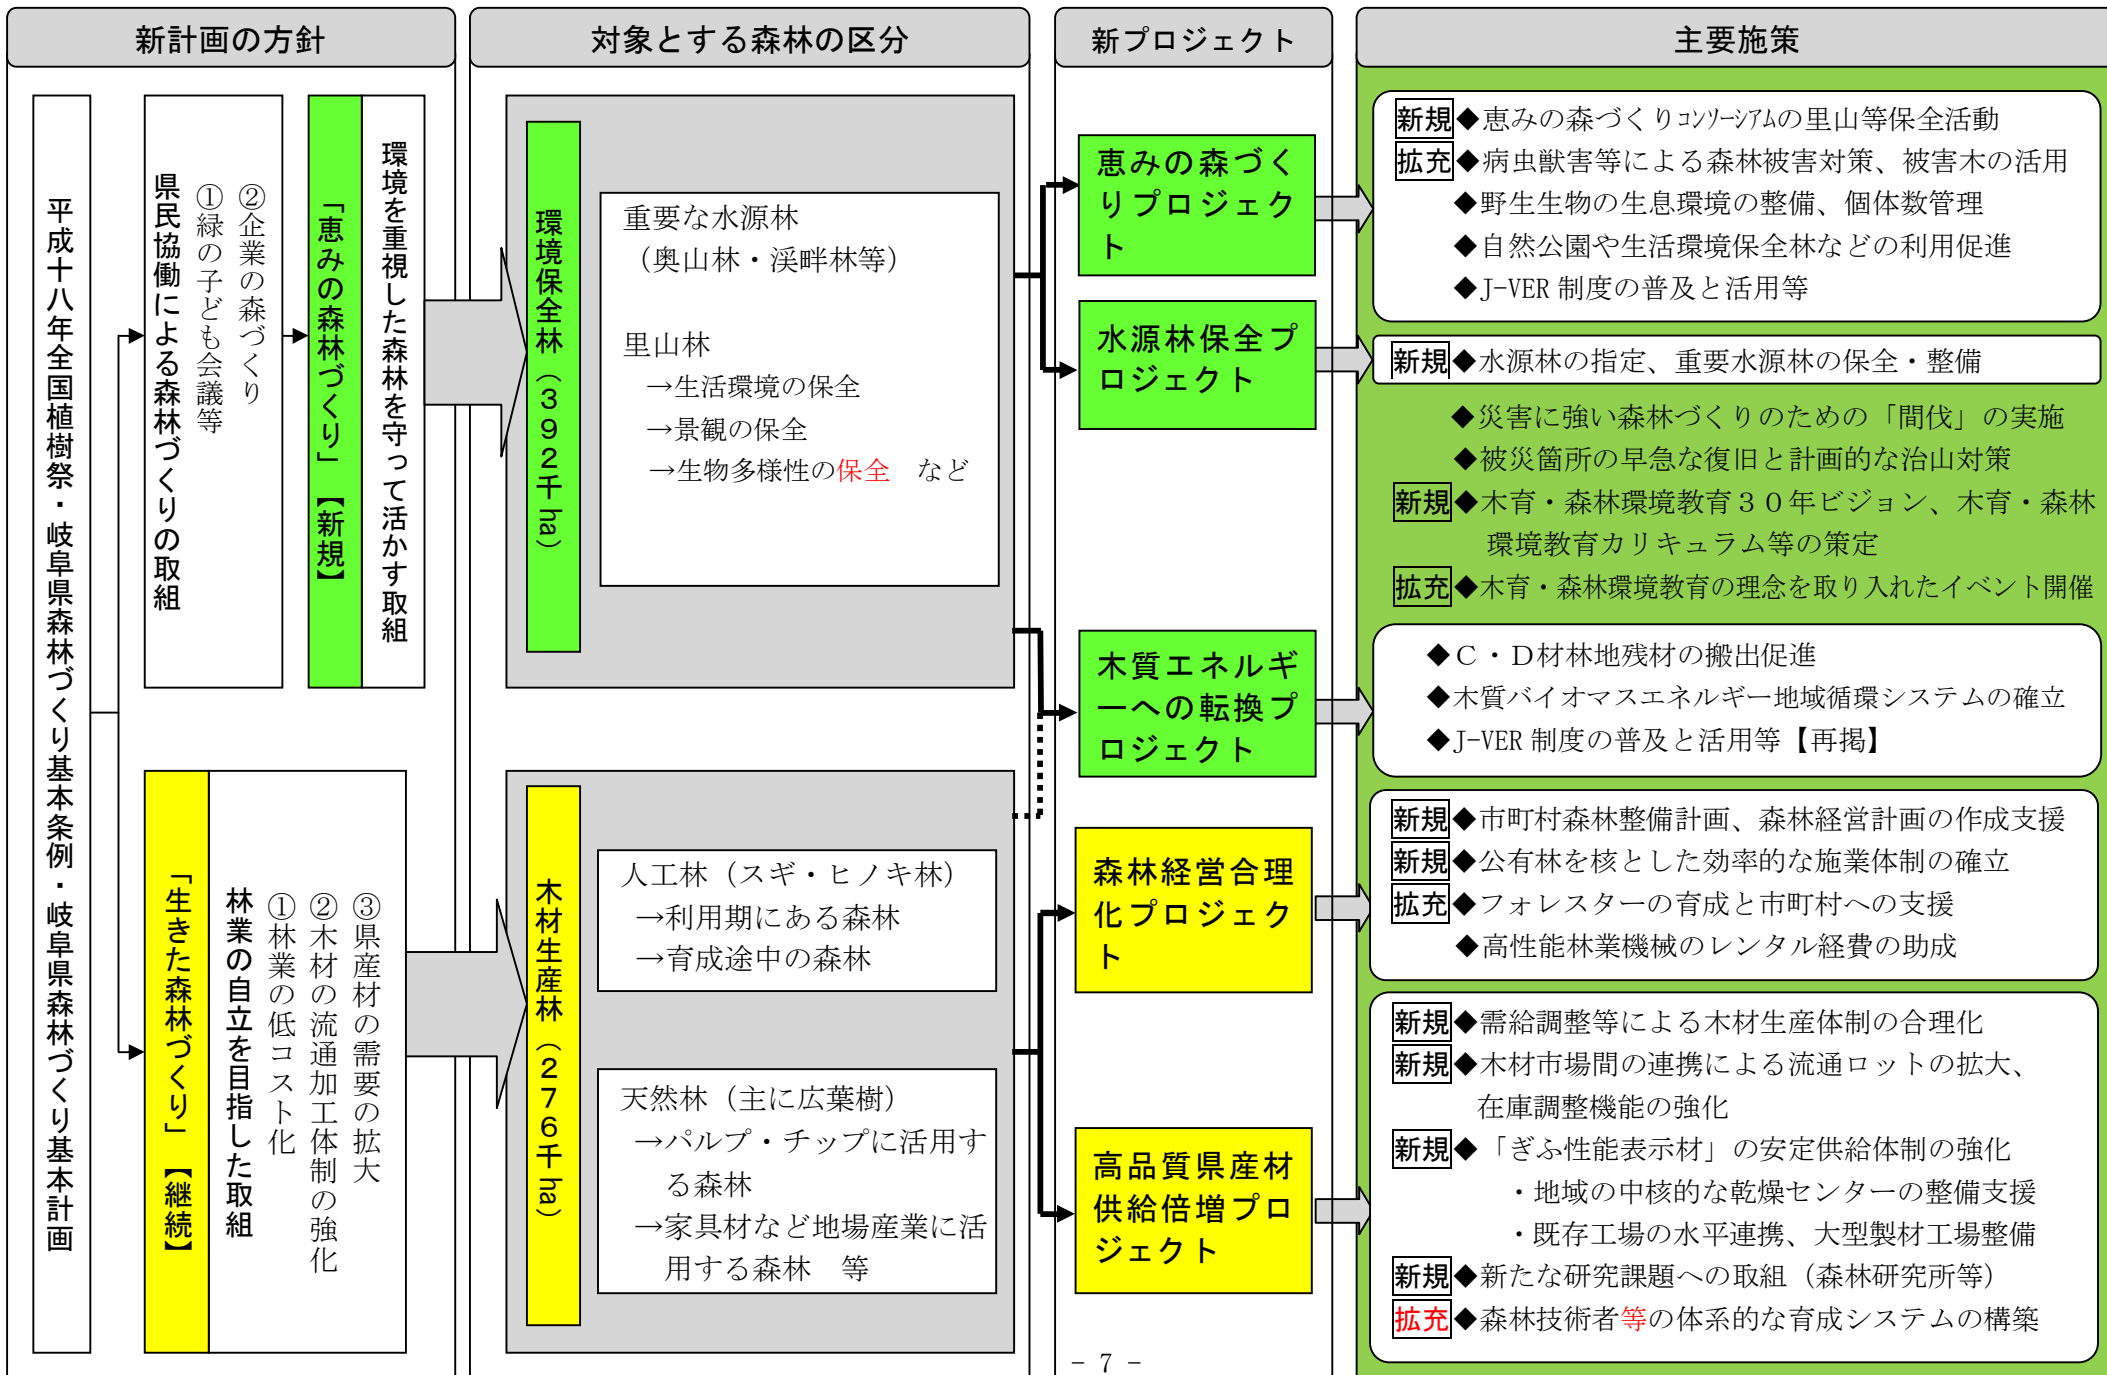 新計画の方針
平成十八年全国植樹祭・岐阜県森林づくり基本条例・岐阜県森林づくり基本計画
県民協働による森林づくりの取組
①緑の子ども会議等
②企業の森づくり
「恵みの森林づくり」【新規】
環境を重視した森林を守って活かす取組
「生きた森林づくり」【継続】
林業の自立を目指した取組
①林業の低コスト化
②木材の流通加工体制の強化
③県産材の需要の拡大
対象とする森林の区分
環境保全林（３９２千ha）
重要な水源林
（奥山林・渓畔林等）
里山林
→生活環境の保全
→景観の保全
→生物多様性の保全　など
木材生産林（２７６千ha）
人工林（スギ・ヒノキ林）
→利用期にある森林
→育成途中の森林
天然林（主に広葉樹）
→パルプ・チップに活用す
る森林
→家具材など地場産業に活
用する森林　等
新プロジェクト
恵みの森づく
りプロジェク
ト
水源林保全プ
ロジェクト
木質エネルギ
ーへの転換プ
ロジェクト
森林経営合理
化プロジェク
ト
高品質県産材
供給倍増プロ
ジェクト
主要施策
新規◆恵みの森づくりｺﾝｿｰｼｱﾑの里山等保全活動
拡充◆病虫獣害等による森林被害対策、被害木の活用
◆野生生物の生息環境の整備、個体数管理
◆自然公園や生活環境保全林などの利用促進
◆J-VER 制度の普及と活用等
新規◆水源林の指定、重要水源林の保全・整備
◆災害に強い森林づくりのための「間伐」の実施
◆被災箇所の早急な復旧と計画的な治山対策
新規◆木育・森林環境教育３０年ビジョン、木育・森林
環境教育カリキュラム等の策定
拡充◆木育・森林環境教育の理念を取り入れたイベント開催
◆Ｃ・Ｄ材林地残材の搬出促進
◆木質バイオマスエネルギー地域循環システムの確立
◆J-VER 制度の普及と活用等【再掲】
新規◆市町村森林整備計画、森林経営計画の作成支援
新規◆公有林を核とした効率的な施業体制の確立
拡充◆フォレスターの育成と市町村への支援
◆高性能林業機械のレンタル経費の助成
新規◆需給調整等による木材生産体制の合理化
新規◆木材市場間の連携による流通ロットの拡大、
在庫調整機能の強化
新規◆「ぎふ性能表示材」の安定供給体制の強化
・地域の中核的な乾燥センターの整備支援
・既存工場の水平連携、大型製材工場整備
新規◆新たな研究課題への取組（森林研究所等）
拡充◆森林技術者等の体系的な育成システムの構築
- 7 -